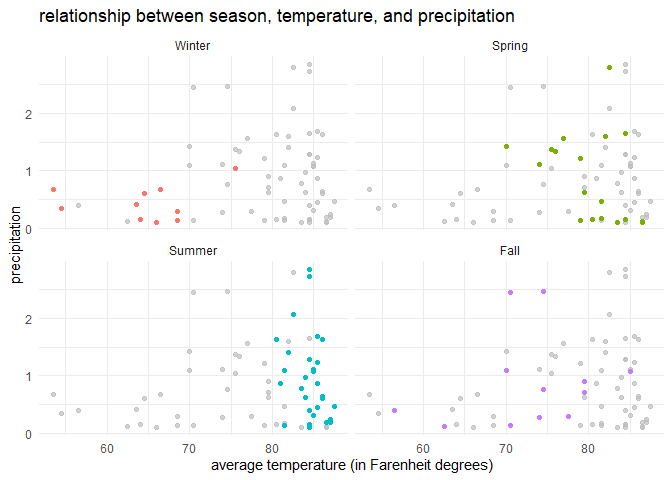 relationship between season, temperature, and precipitation
Winter
Spring
2
1
0
Summer
Fall
2
1
0
precipitation
60
70
80
60
70
80
average temperature (in Farenheit degrees)